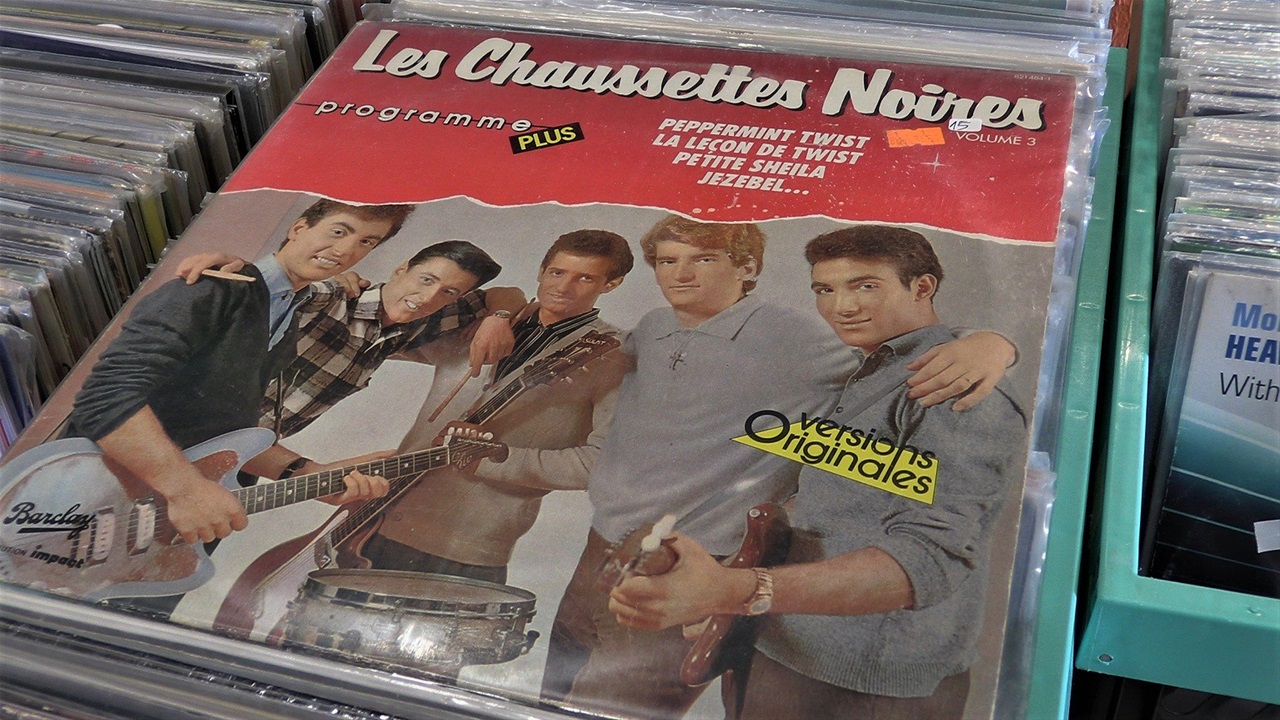 Les Chaussettes Noires
programme
PLUS
PEPPERMINT TWIST
LA LEÇON DE TWIST
PETITE SHEILA
JEZEBEL...
15
VOLUME 3
versions
Originales
Barclay
impact
Mo
HEA
With